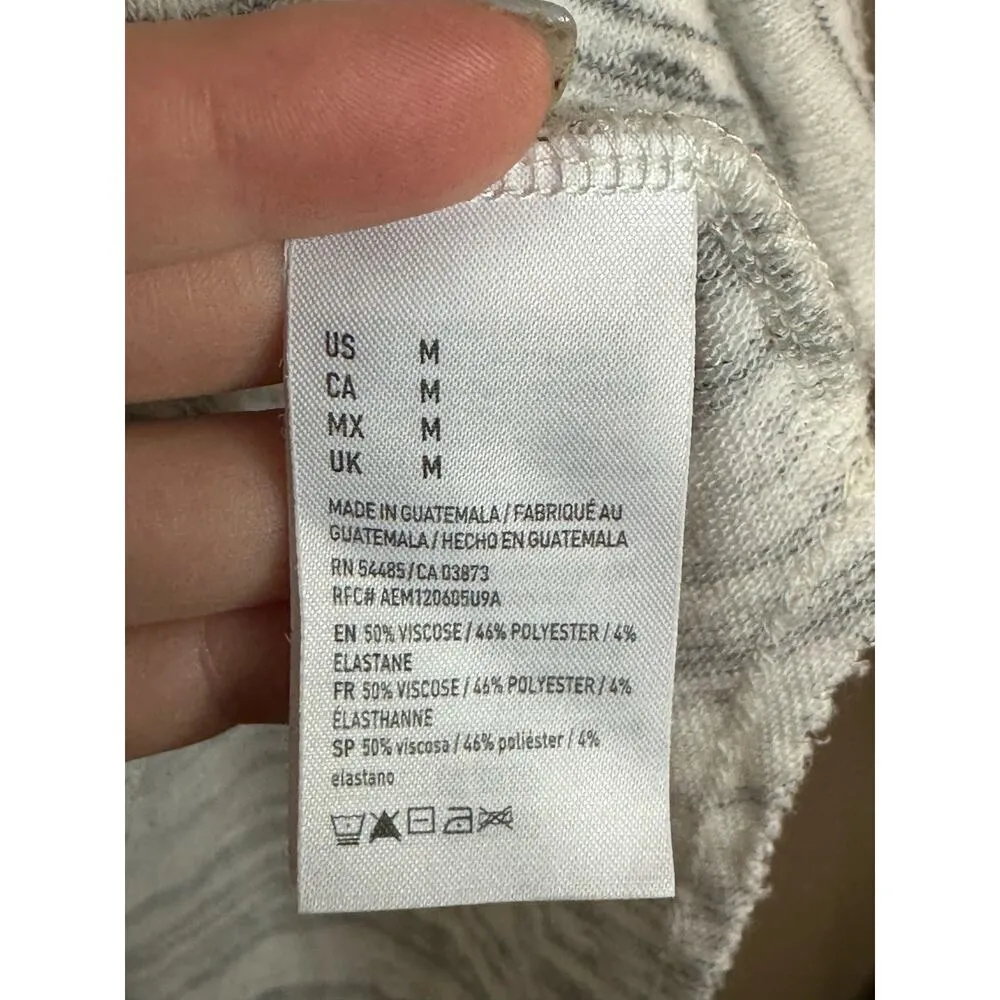 US M
CA M
MX M
UK M
MADE IN GUATEMALA / FABRIQUÉ AU
GUATEMALA / HECHO EN GUATEMALA
RN 54485 / CA 03873
RFC# AEM120605U9A
EN 50% VISCOSE / 46% POLYESTER / 4%
ELASTANE
FR 50% VISCOSE / 46% POLYESTER / 4%
ÉLASTHANNE
SP 50% viscosa / 46% poliéster / 4%
elastano